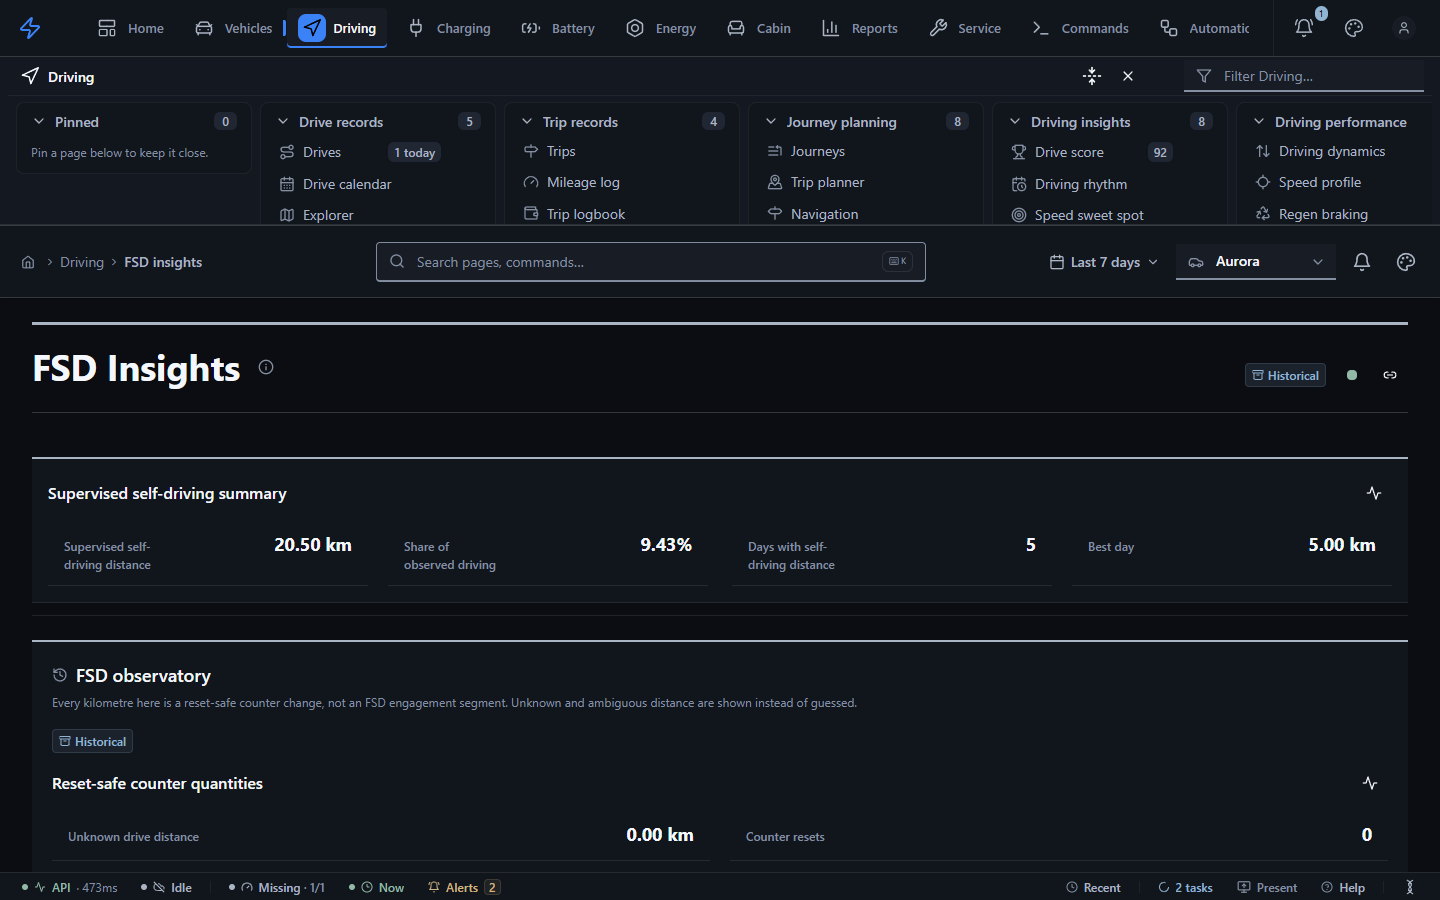 Home
Vehicles
Driving
Charging
Battery
Energy
Cabin
Reports
Service
Commands
Automatic
1
Driving
Filter Driving...
Pinned 0
Pin a page below to keep it close.
Drive records 5
Drives 1 today
Drive calendar
Explorer
Trip records 4
Trips
Mileage log
Trip logbook
Journey planning 8
Journeys
Trip planner
Navigation
Driving insights 8
Drive score 92
Driving rhythm
Speed sweet spot
Driving performance
Driving dynamics
Speed profile
Regen braking
Driving > FSD insights
Search pages, commands...
K
Last 7 days
Aurora
FSD Insights
Historical
Supervised self-driving summary
Supervised self-
driving distance
20.50 km
Share of
observed driving
9.43%
Days with self-
driving distance
5
Best day
5.00 km
FSD observatory
Every kilometre here is a reset-safe counter change, not an FSD engagement segment. Unknown and ambiguous distance are shown instead of guessed.
Historical
Reset-safe counter quantities
Unknown drive distance 0.00 km
Counter resets 0
API · 473ms
Idle
Missing · 1/1
Now
Alerts 2
Recent
2 tasks
Present
Help